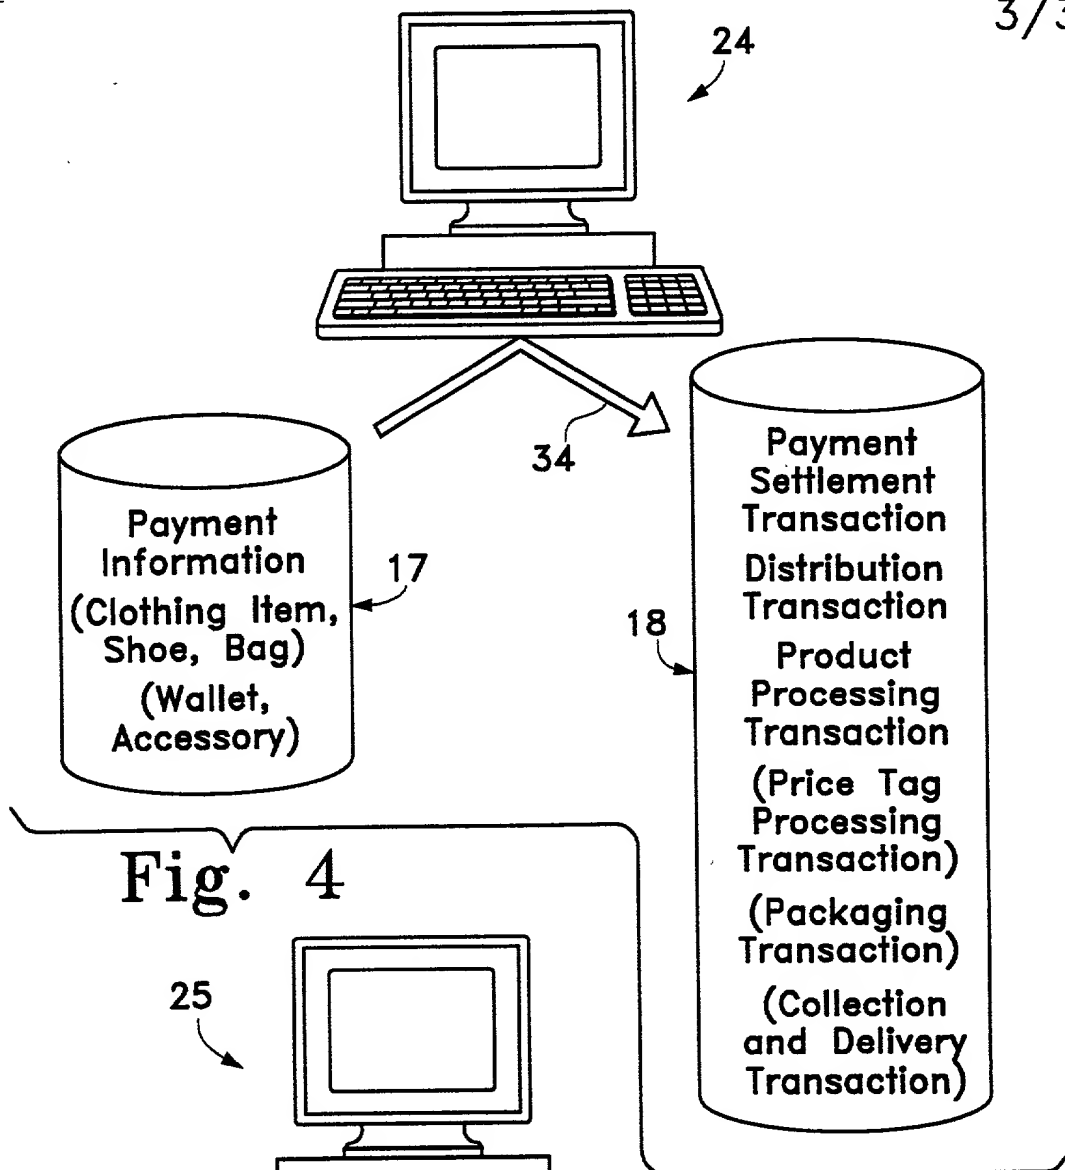 3/3
24
34
Payment
Information
(Clothing Item,
Shoe, Bag)
(Wallet,
Accessory)
17
18
Payment
Settlement
Transaction
Distribution
Transaction
Product
Processing
Transaction
(Price Tag
Processing
Transaction)
(Packaging
Transaction)
(Collection
and Delivery
Transaction)
Fig. 4
25